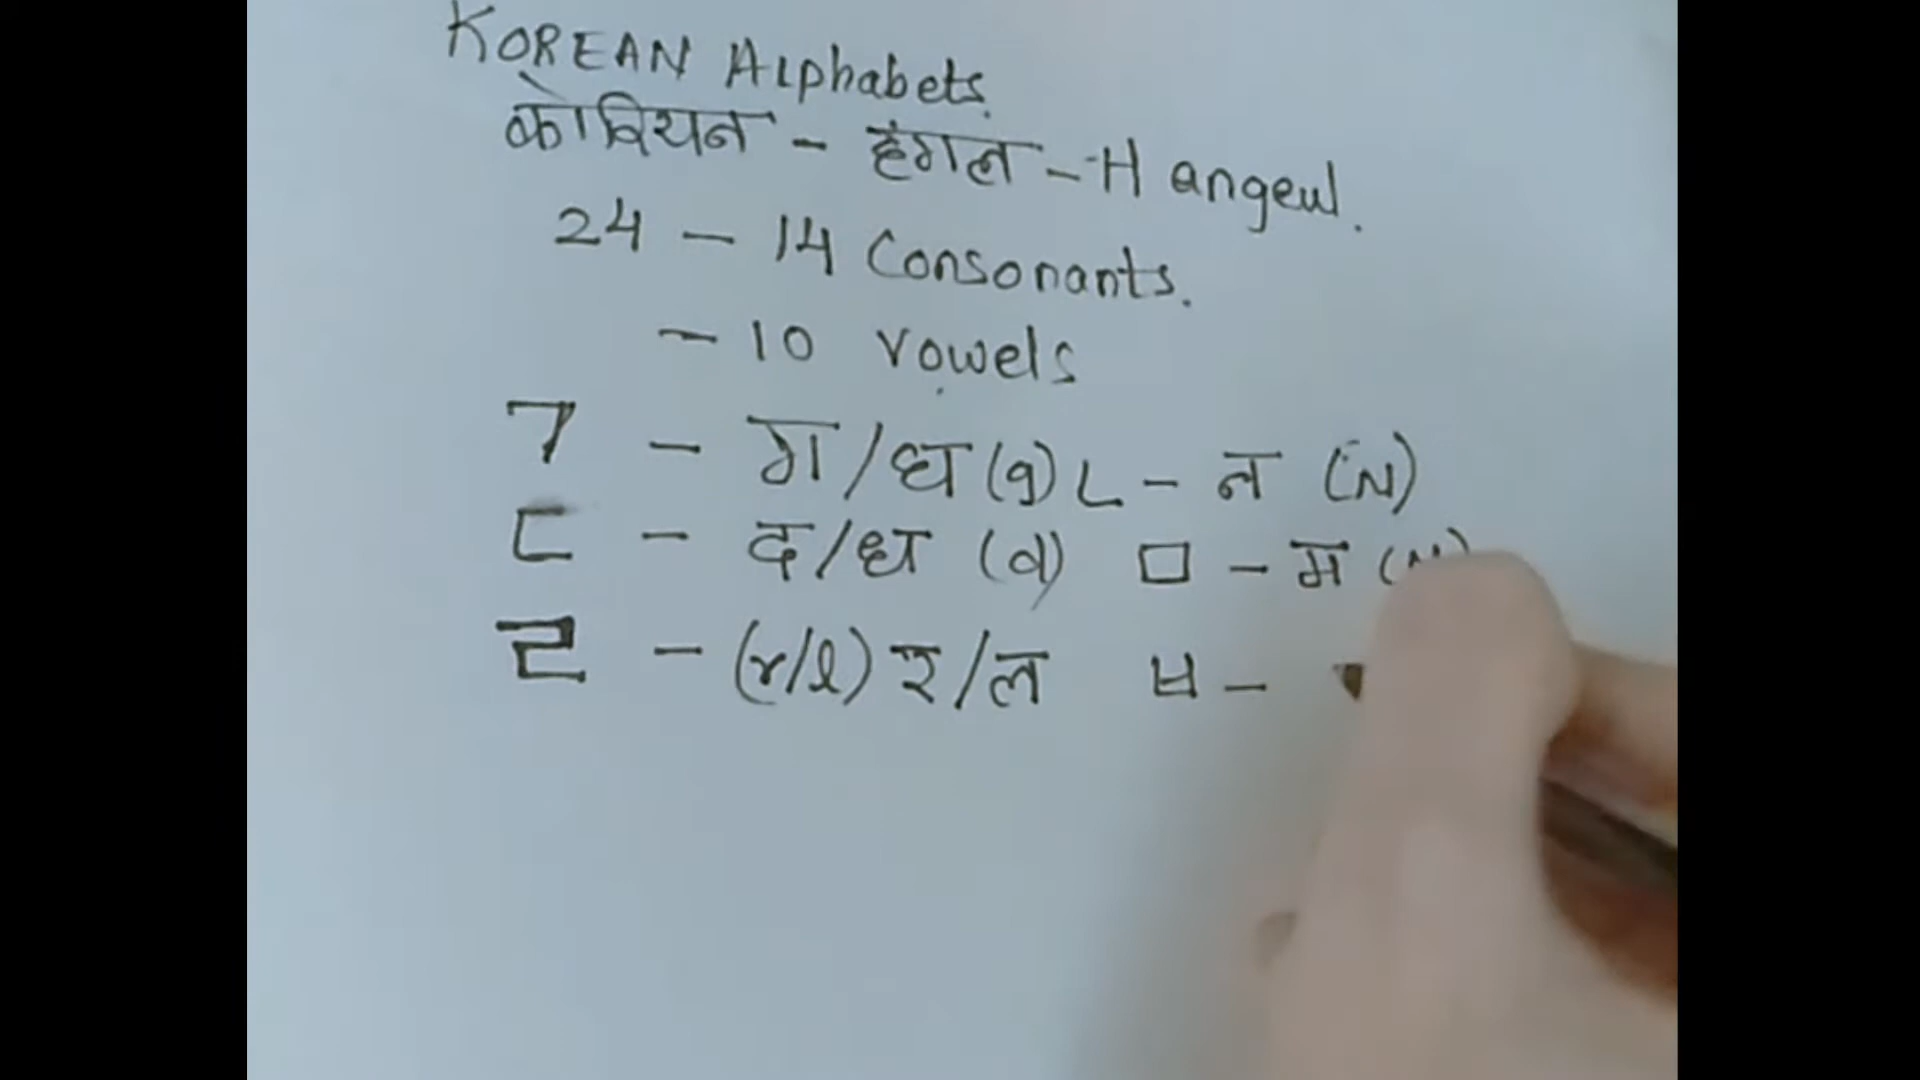 KOREAN Alphabets.
कोरियन - हंगल - Hangeul.
24 - 14 Consonants.
- 10 vowels
ㄱ - ग/घ (g) ㄴ - न (N)
ㄷ - द/ध (d) ㅁ - म (M)
ㄹ - (r/l) र/ल ㅂ -